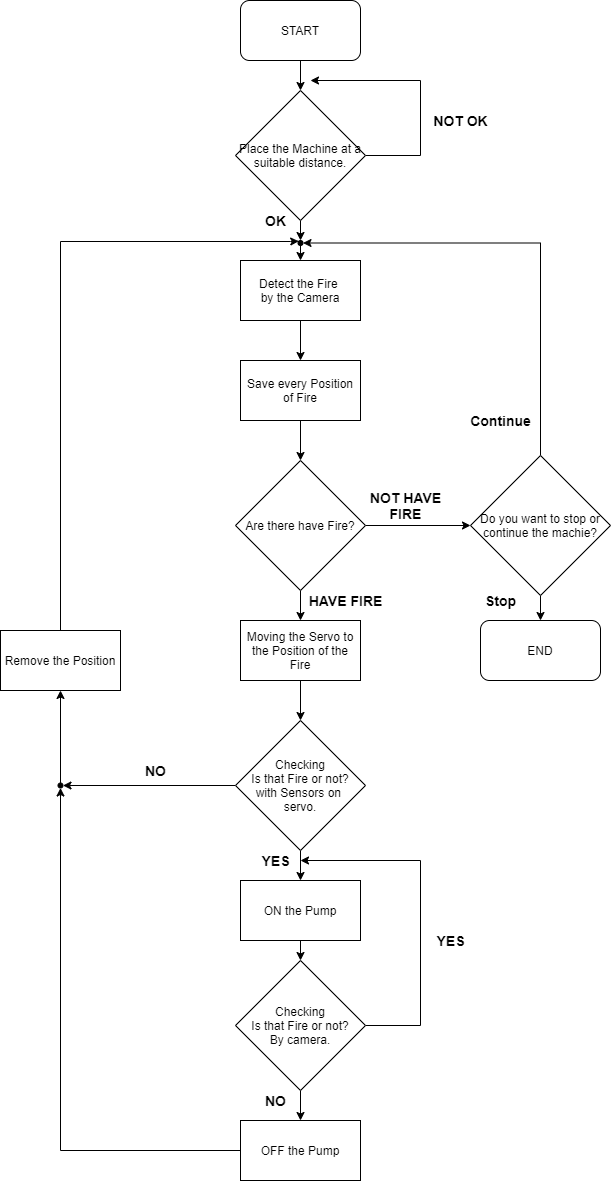 START
NOT OK
Place the Machine at a
suitable distance.
OK
Detect the Fire
by the Camera
Save every Position
of Fire
Continue
NOT HAVE
FIRE
Are there have Fire?
Do you want to stop or
continue the machie?
HAVE FIRE
Stop
Moving the Servo to
the Position of the
Fire
END
Remove the Position
Checking
Is that Fire or not?
with Sensors on
servo.
NO
YES
ON the Pump
YES
Checking
Is that Fire or not?
By camera.
NO
OFF the Pump